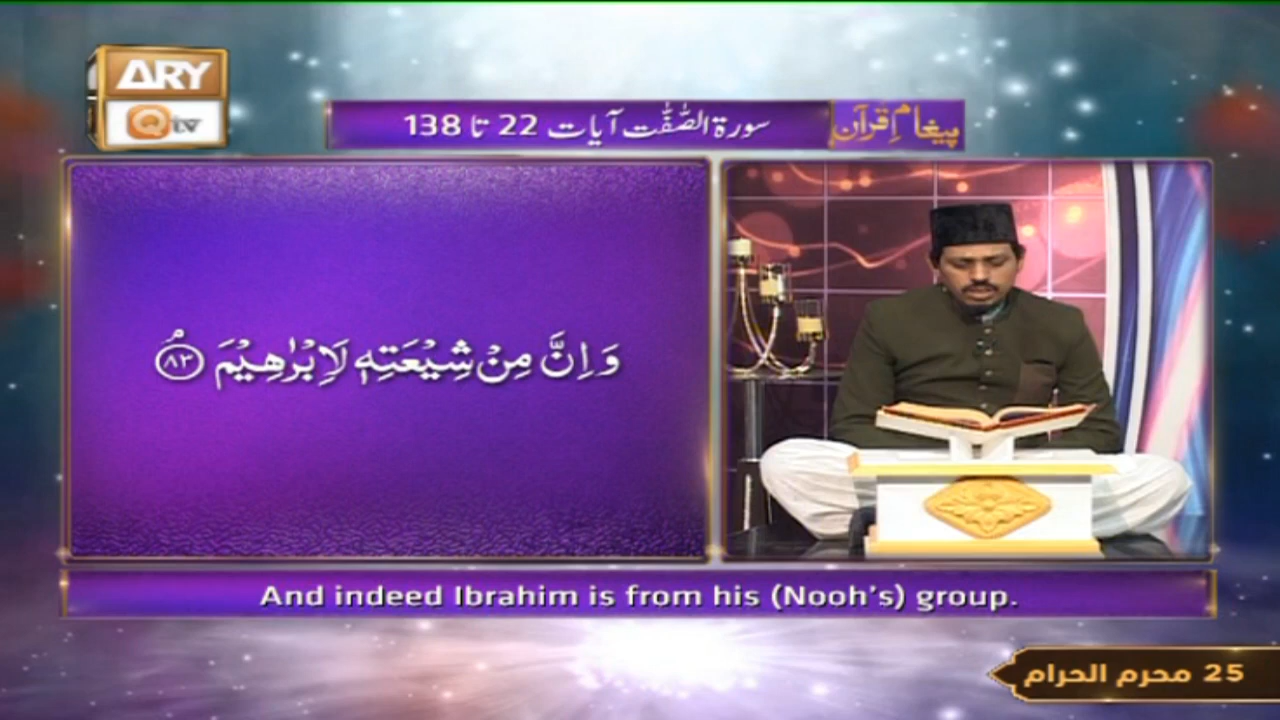 ARY
Qtv
سورۃ الصّٰفّٰت آیات 22 تا 138
پیغامِ قرآن
وَ اِنَّ مِنْ شِیْعَتِهٖ لَاِبْرٰهِیْمَۘ ﴿۸۳﴾
And indeed Ibrahim is from his (Nooh's) group.
25 محرم الحرام